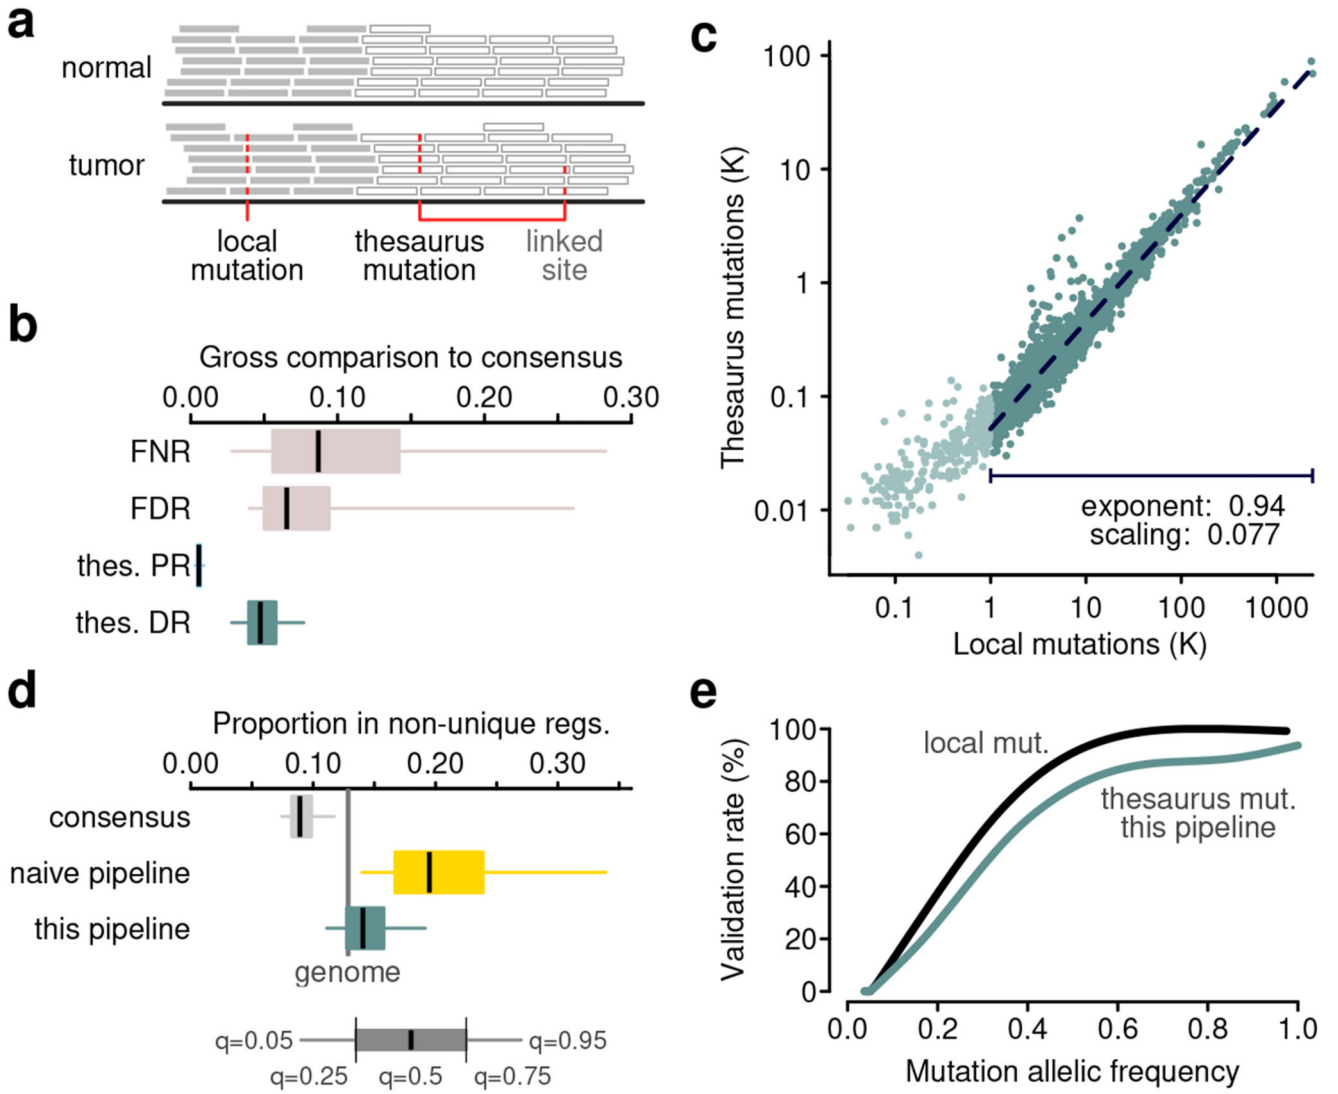 a
normal
tumor
local
mutation
thesaurus
mutation
linked
site
b
Gross comparison to consensus
0.00 0.10 0.20 0.30
FNR
FDR
thes. PR
thes. DR
c
Thesaurus mutations (K)
100
10
1
0.1
0.01
exponent: 0.94
scaling: 0.077
0.1 1 10 100 1000
Local mutations (K)
d
Proportion in non-unique regs.
0.00 0.10 0.20 0.30
consensus
naive pipeline
this pipeline
genome
q=0.05 q=0.95
q=0.25 q=0.5 q=0.75
e
Validation rate (%)
100
80
60
40
20
0
local mut.
thesaurus mut.
this pipeline
0.0 0.2 0.4 0.6 0.8 1.0
Mutation allelic frequency